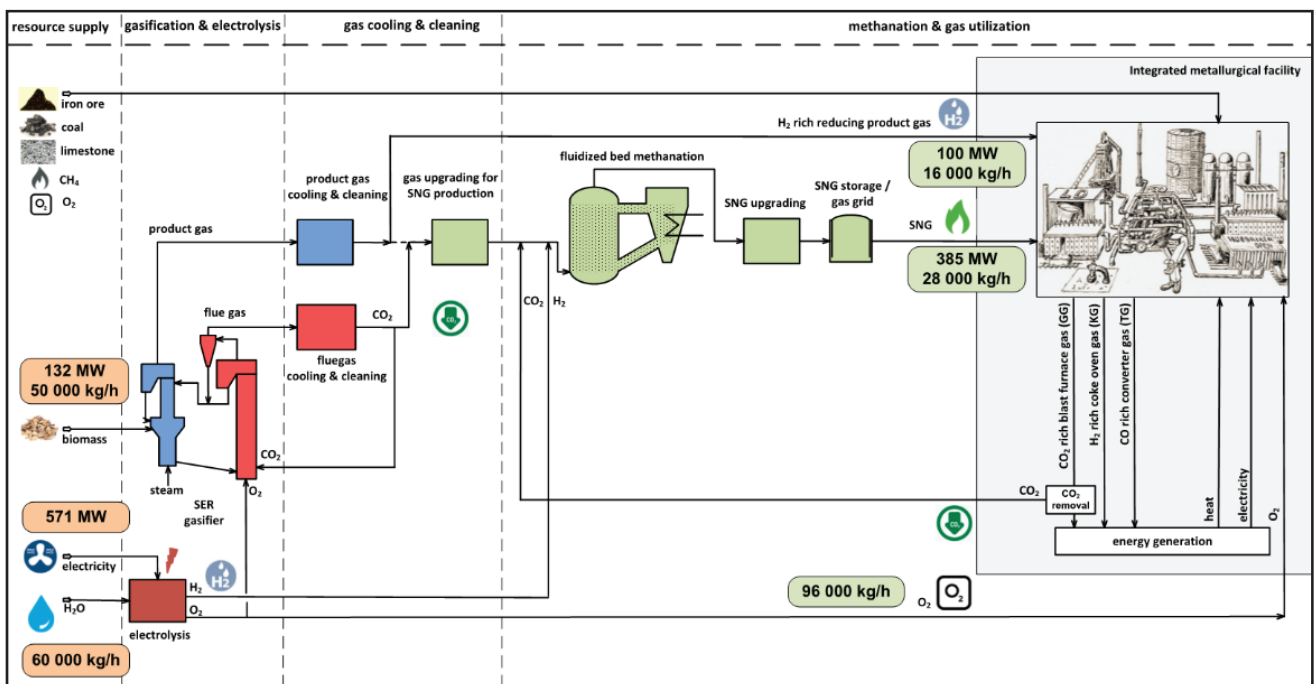 resource supply
gasification & electrolysis
gas cooling & cleaning
methanation & gas utilization
Integrated metallurgical facility
iron ore
coal
limestone
CH₄
O₂
O₂
H₂ rich reducing product gas
H2
100 MW
16 000 kg/h
product gas
cooling & cleaning
gas upgrading for
SNG production
fluidized bed methanation
SNG upgrading
SNG storage /
gas grid
SNG
385 MW
28 000 kg/h
product gas
flue gas
CO₂
fluegas
cooling & cleaning
CO₂
CO₂
H₂
132 MW
50 000 kg/h
biomass
steam
SER
gasifier
CO₂
O₂
571 MW
electricity
H₂O
60 000 kg/h
electrolysis
H₂
H2
O₂
CO₂ rich blast furnace gas (GG)
H₂ rich coke oven gas (KG)
CO rich converter gas (TG)
heat
electricity
O₂
CO₂
CO₂
CO₂
removal
energy generation
96 000 kg/h
O₂
O₂